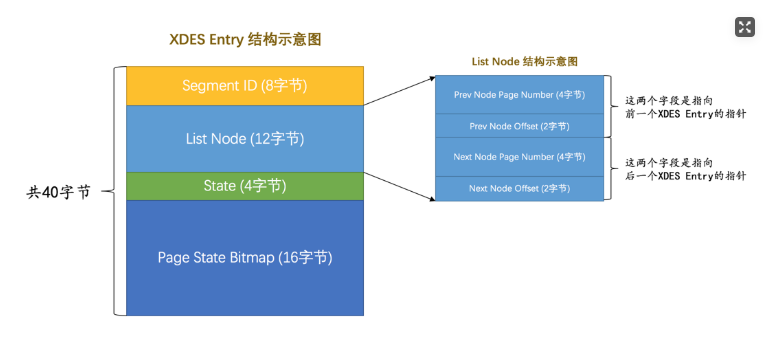 XDES Entry 结构示意图
Segment ID (8字节)
List Node (12字节)
State (4字节)
Page State Bitmap (16字节)
共40字节
List Node 结构示意图
Prev Node Page Number (4字节)
Prev Node Offset (2字节)
Next Node Page Number (4字节)
Next Node Offset (2字节)
这两个字段是指向
前一个XDES Entry的指针
这两个字段是指向
后一个XDES Entry的指针